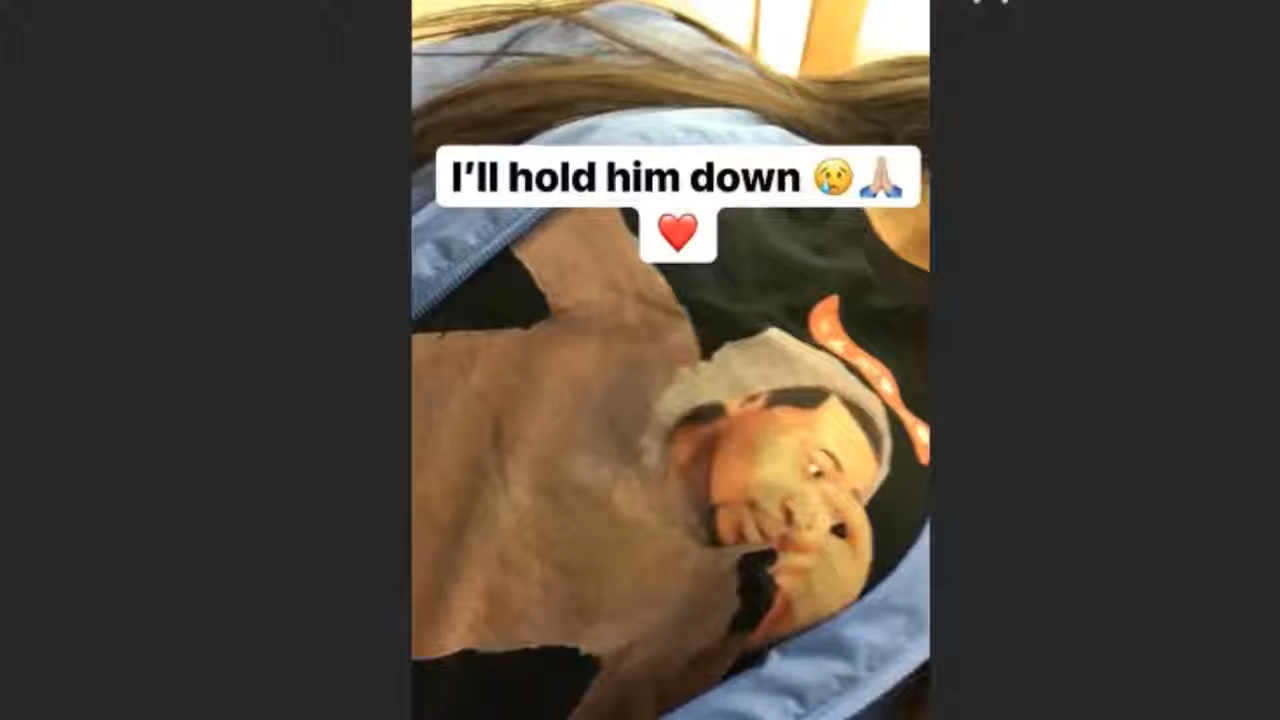 I’ll hold him down 😢🙏🏼
❤️